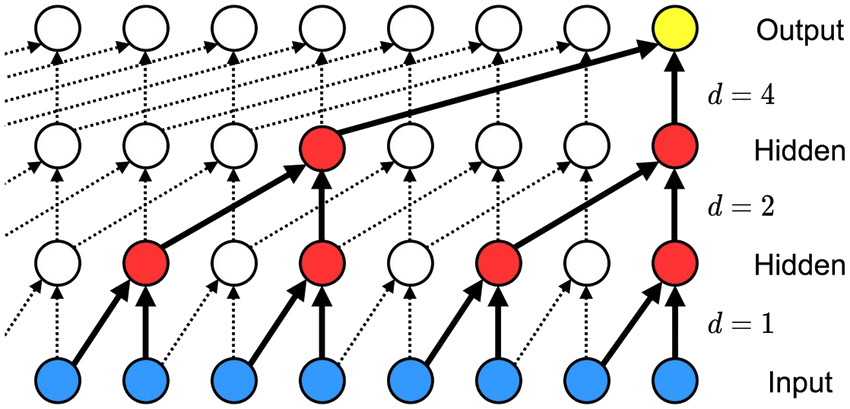 Output
d = 4
Hidden
d = 2
Hidden
d = 1
Input